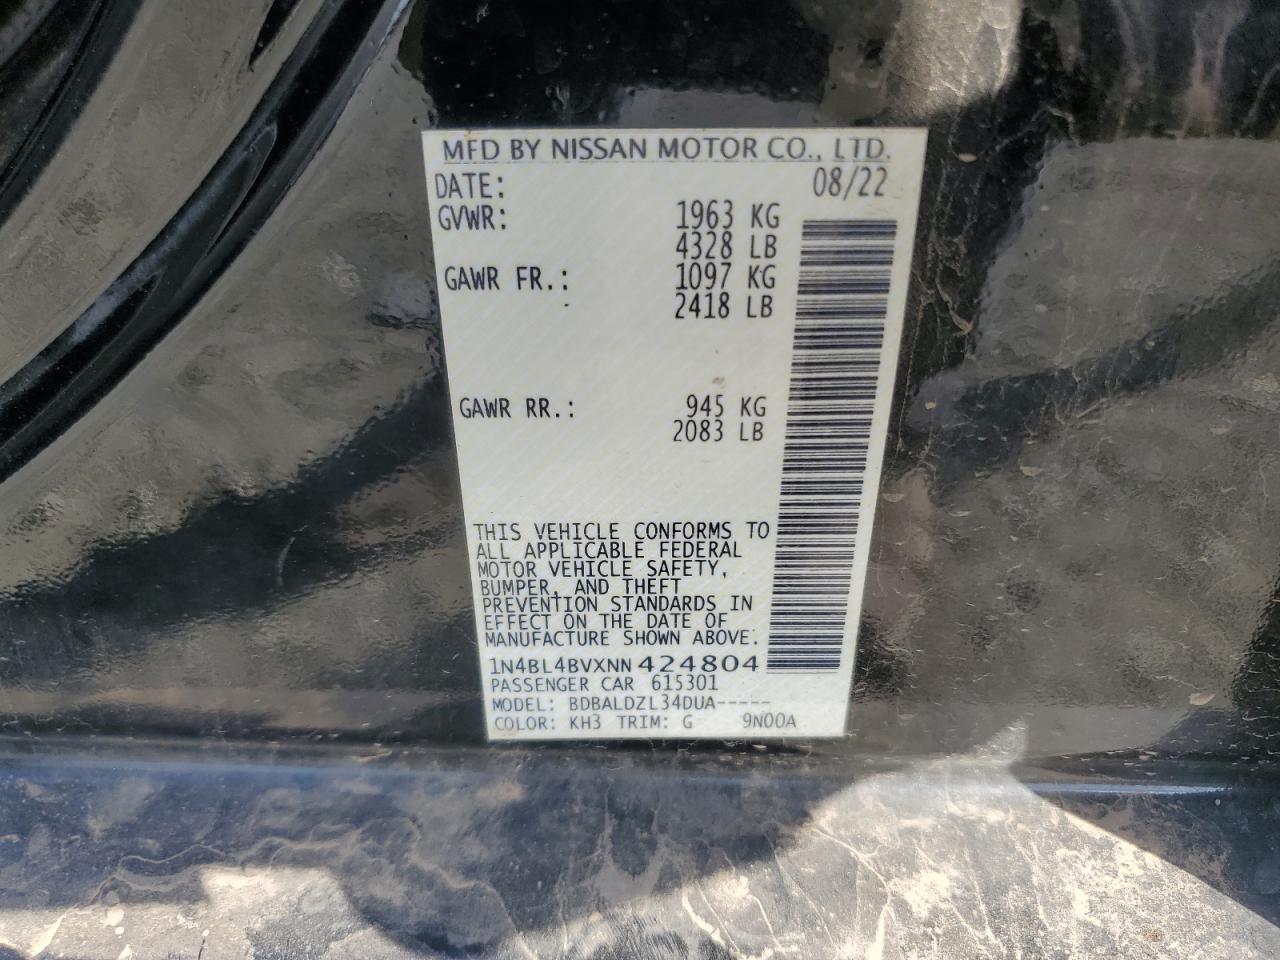 MFD BY NISSAN MOTOR CO., LTD.
DATE: 08/22
GVWR: 1963 KG
4328 LB
GAWR FR.: 1097 KG
2418 LB
GAWR RR.: 945 KG
2083 LB
THIS VEHICLE CONFORMS TO
ALL APPLICABLE FEDERAL
MOTOR VEHICLE SAFETY,
BUMPER, AND THEFT
PREVENTION STANDARDS IN
EFFECT ON THE DATE OF
MANUFACTURE SHOWN ABOVE.
1N4BL4BVXNN424804
PASSENGER CAR 615301
MODEL: BDBALDZL34DUA-----
COLOR: KH3 TRIM: G 9N00A